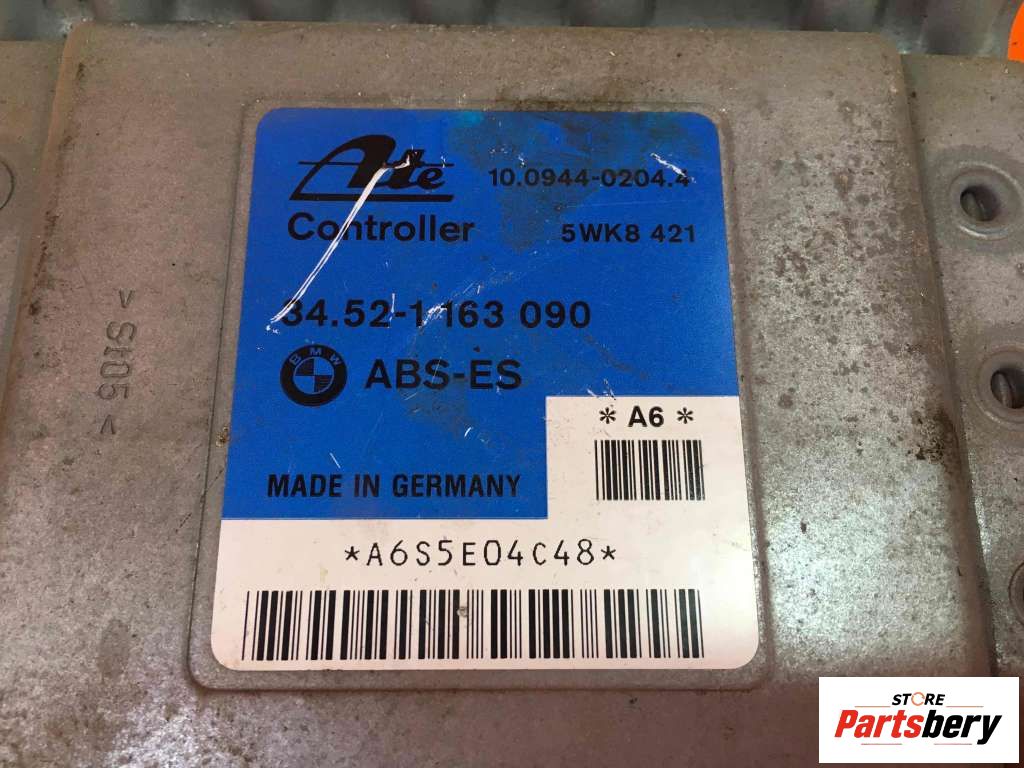 Ate
10.0944-0204.4
Controller
5WK8 421
34.52-1 163 090
BMW
ABS-ES
* A6 *
MADE IN GERMANY
*A6S5E04C48*
> St05 <
STORE
Partsbery